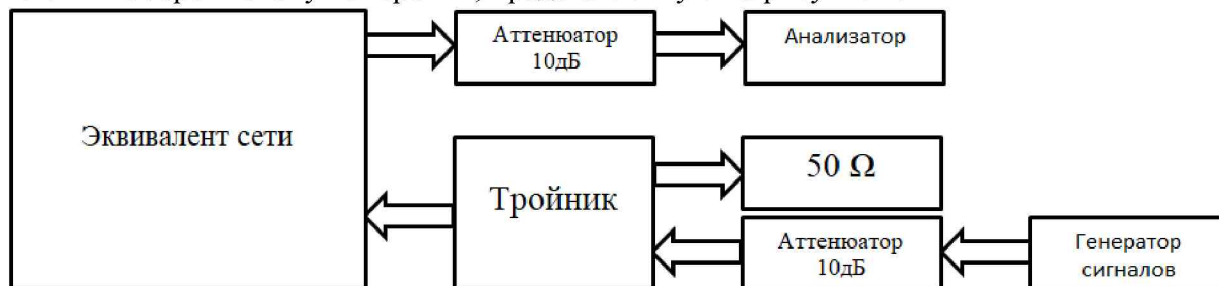 Аттенюатор
10дБ
Анализатор
Эквивалент сети
Тройник
50 Ω
Аттенюатор
10дБ
Генератор
сигналов